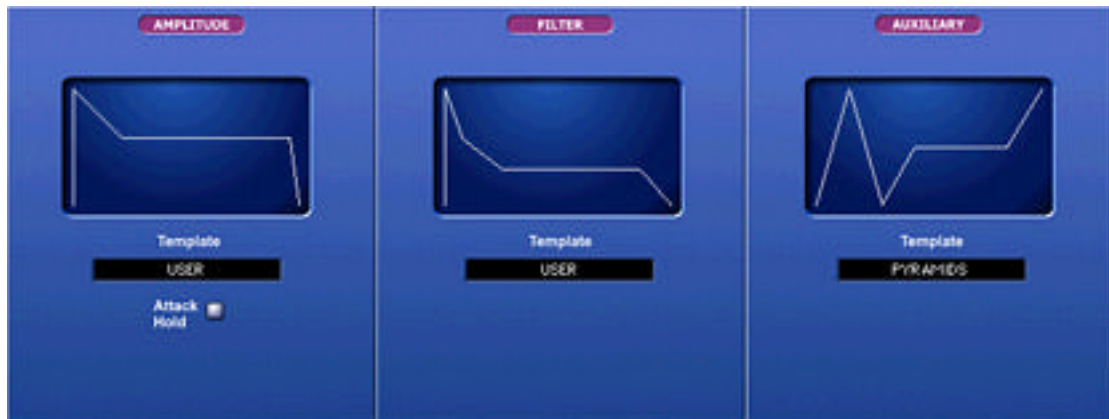 AMPLITUDE
FILTER
AUXILIARY
Template
Template
Template
USER
USER
PYRAMIDS
Attack
Hold